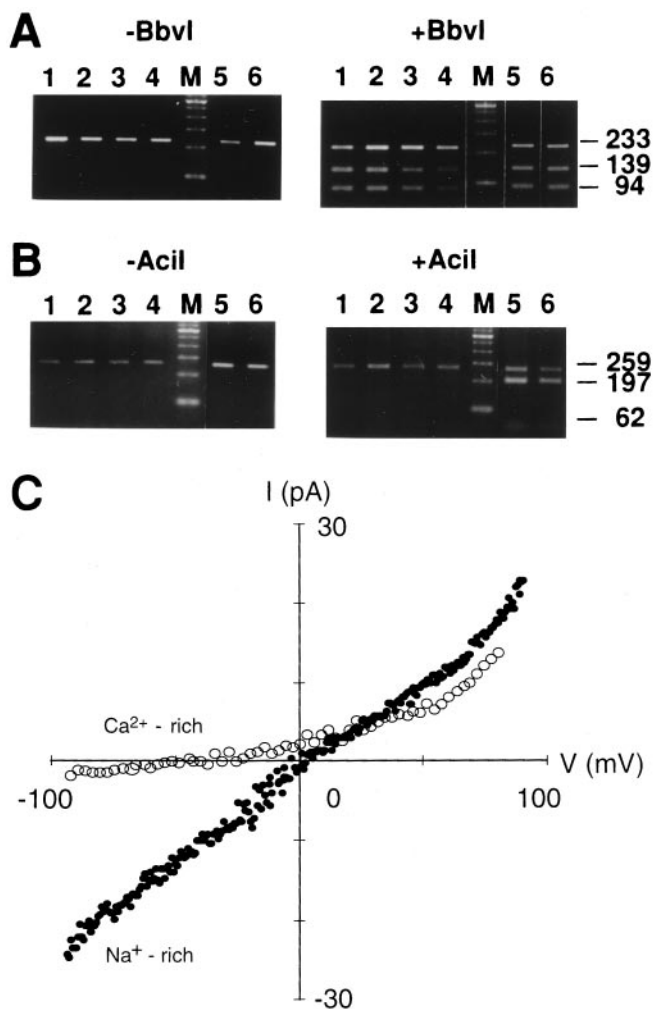 A
-BbvI
+BbvI
1 2 3 4 M 5 6
1 2 3 4 M 5 6
233
139
94
B
-AciI
+AciI
1 2 3 4 M 5 6
1 2 3 4 M 5 6
259
197
62
C
I (pA)
30
Ca2+ - rich
V (mV)
-100
0
100
Na+ - rich
-30